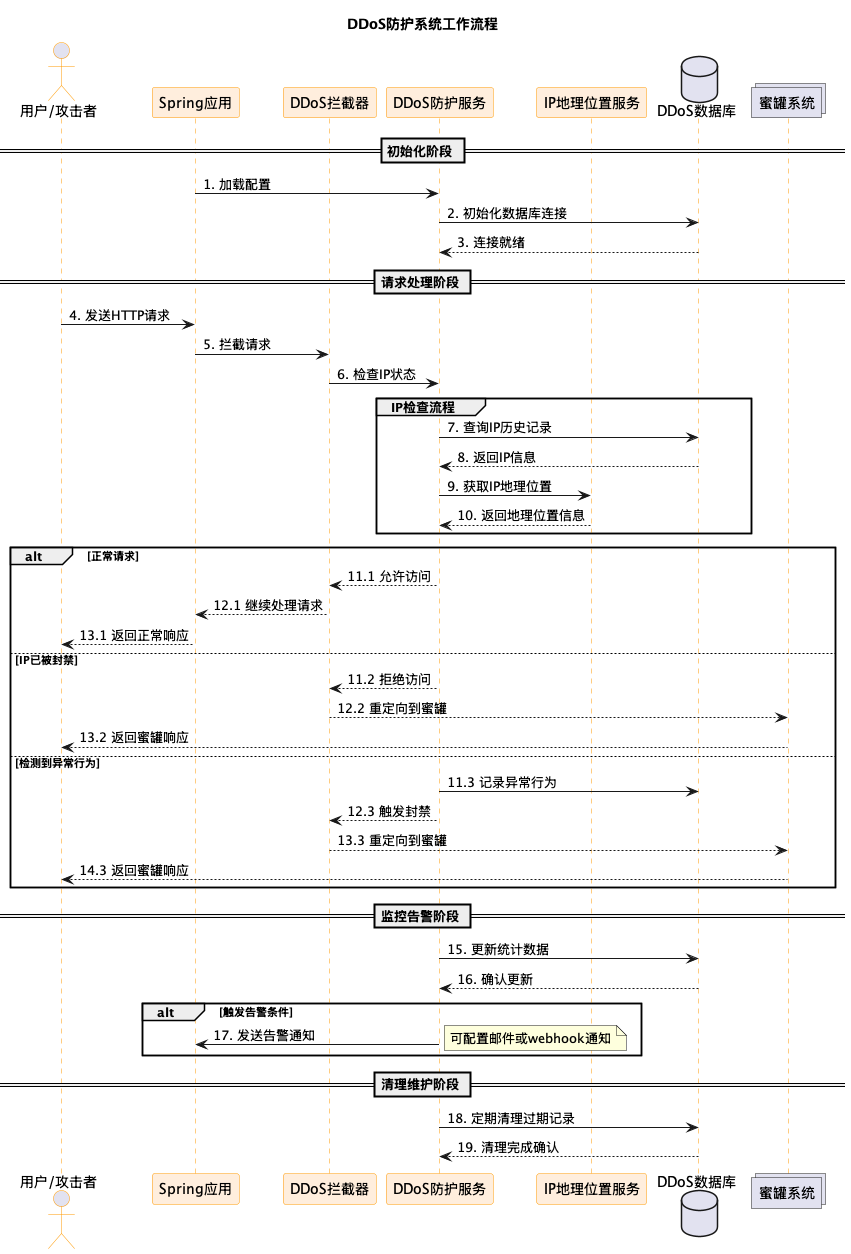 DDoS防护系统工作流程
用户/攻击者
Spring应用
DDoS拦截器
DDoS防护服务
IP地理位置服务
DDoS数据库
蜜罐系统
初始化阶段
1. 加载配置
2. 初始化数据库连接
3. 连接就绪
请求处理阶段
4. 发送HTTP请求
5. 拦截请求
6. 检查IP状态
IP检查流程
7. 查询IP历史记录
8. 返回IP信息
9. 获取IP地理位置
10. 返回地理位置信息
alt [正常请求]
11.1 允许访问
12.1 继续处理请求
13.1 返回正常响应
[IP已被封禁]
11.2 拒绝访问
12.2 重定向到蜜罐
13.2 返回蜜罐响应
[检测到异常行为]
11.3 记录异常行为
12.3 触发封禁
13.3 重定向到蜜罐
14.3 返回蜜罐响应
监控告警阶段
15. 更新统计数据
16. 确认更新
alt [触发告警条件]
17. 发送告警通知
可配置邮件或webhook通知
清理维护阶段
18. 定期清理过期记录
19. 清理完成确认
用户/攻击者
Spring应用
DDoS拦截器
DDoS防护服务
IP地理位置服务
DDoS数据库
蜜罐系统